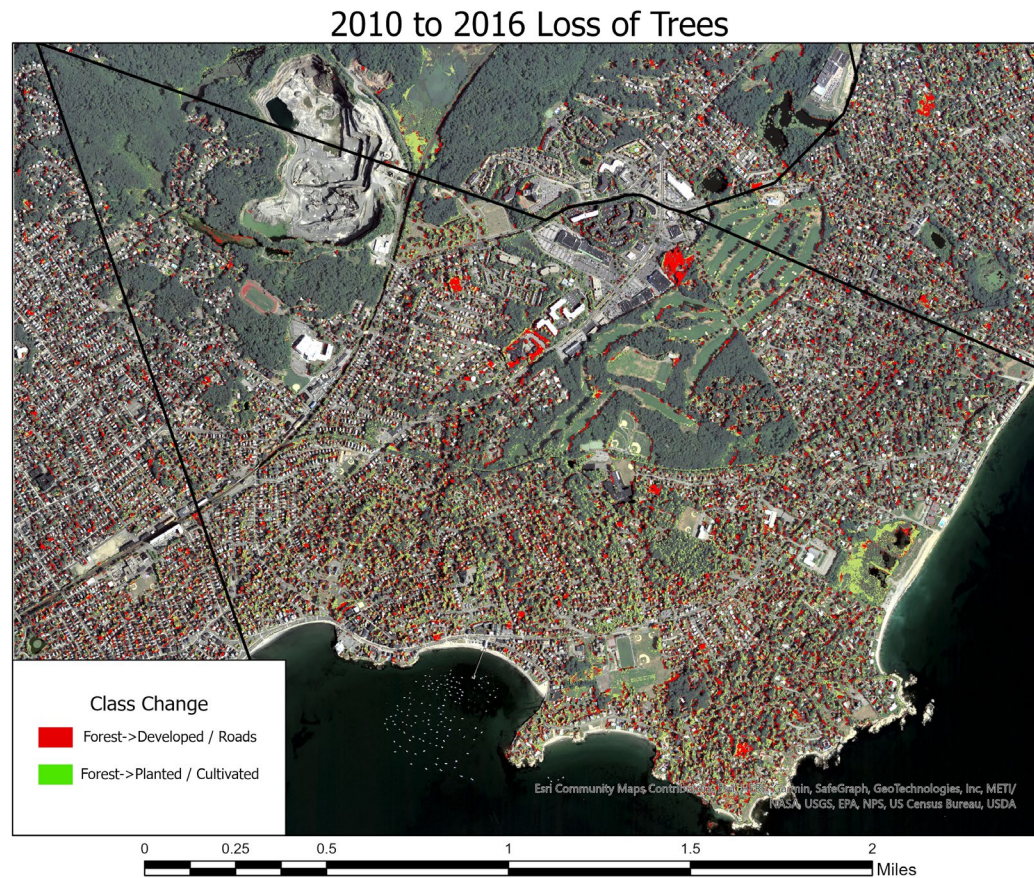 2010 to 2016 Loss of Trees
Class Change
Forest->Developed / Roads
Forest->Planted / Cultivated
Esri Community Maps Contributors, Garmin, SafeGraph, GeoTechnologies, Inc, METI/
NASA, USGS, EPA, NPS, US Census Bureau, USDA
0 0.25 0.5 1 1.5 2
Miles